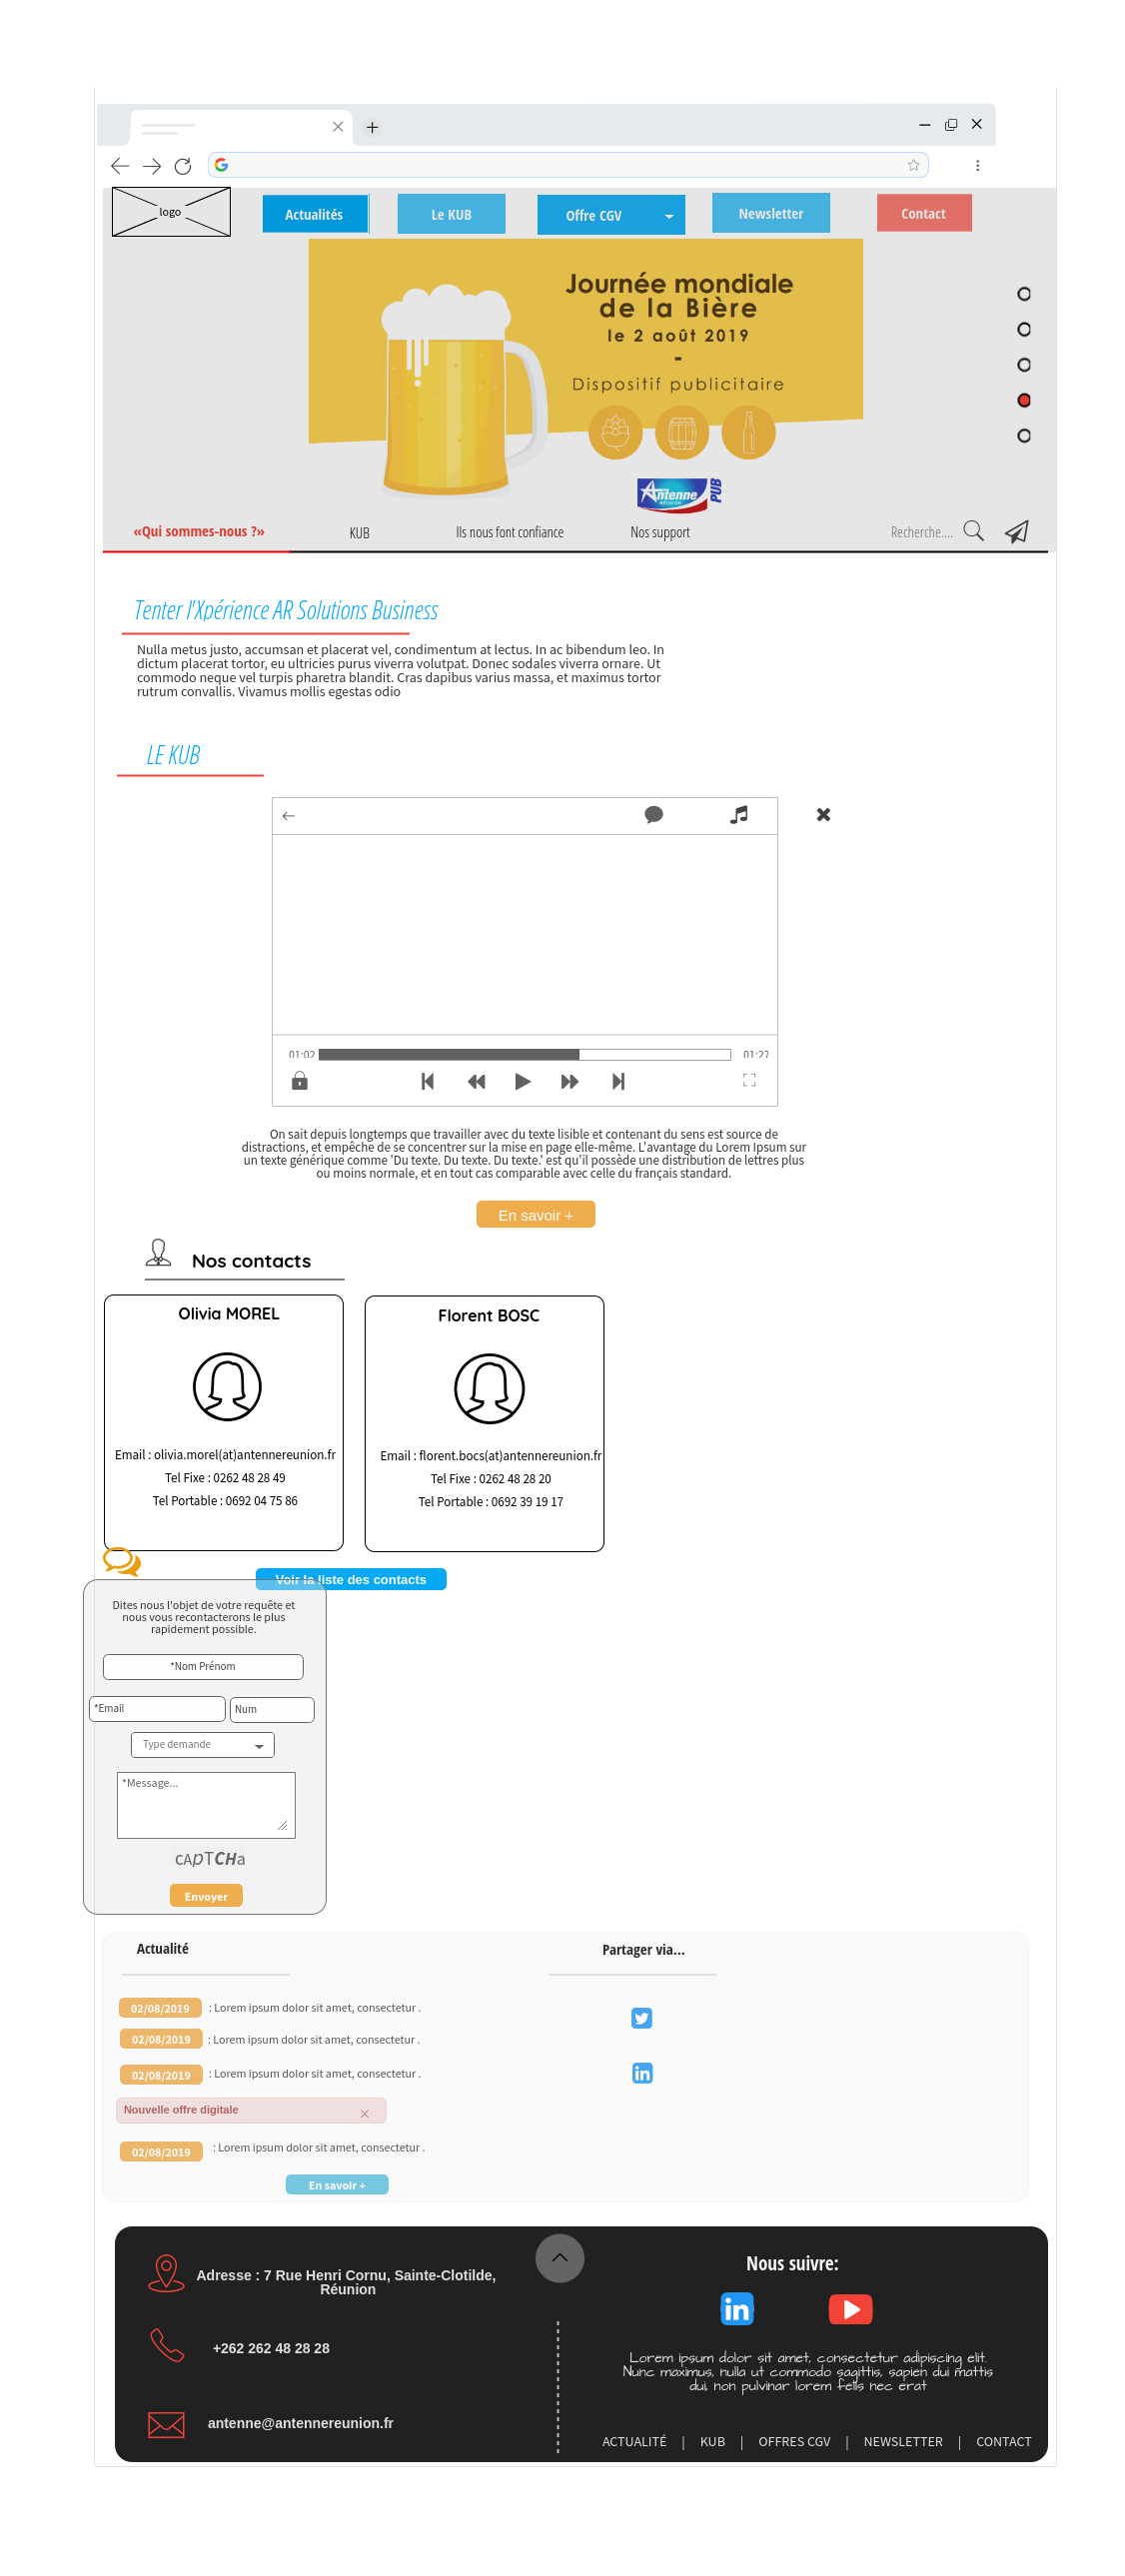 logo
Actualités
Le KUB
Offre CGV
Newsletter
Contact
Journée mondiale
de la Bière
le 2 août 2019
-
Dispositif publicitaire
Antenne
RÉUNION
PUB
«Qui sommes-nous ?»
KUB
Ils nous font confiance
Nos support
Recherche....
Tenter l'Xpérience AR Solutions Business
Nulla metus justo, accumsan et placerat vel, condimentum at lectus. In ac bibendum leo. In
dictum placerat tortor, eu ultricies purus viverra volutpat. Donec sodales viverra ornare. Ut
commodo neque vel turpis pharetra blandit. Cras dapibus varius massa, et maximus tortor
rutrum convallis. Vivamus mollis egestas odio
LE KUB
01:02
01:27
On sait depuis longtemps que travailler avec du texte lisible et contenant du sens est source de
distractions, et empêche de se concentrer sur la mise en page elle-même. L'avantage du Lorem Ipsum sur
un texte générique comme 'Du texte. Du texte. Du texte.' est qu'il possède une distribution de lettres plus
ou moins normale, et en tout cas comparable avec celle du français standard.
En savoir +
Nos contacts
Olivia MOREL
Email : olivia.morel(at)antennereunion.fr
Tel Fixe : 0262 48 28 49
Tel Portable : 0692 04 75 86
Florent BOSC
Email : florent.bocs(at)antennereunion.fr
Tel Fixe : 0262 48 28 20
Tel Portable : 0692 39 19 17
Voir la liste des contacts
Dites nous l'objet de votre requête et
nous vous recontacterons le plus
rapidement possible.
*Nom Prénom
*Email
Num
Type demande
*Message...
cApTCHa
Envoyer
Actualité
02/08/2019 : Lorem ipsum dolor sit amet, consectetur .
02/08/2019 : Lorem ipsum dolor sit amet, consectetur .
02/08/2019 : Lorem ipsum dolor sit amet, consectetur .
Nouvelle offre digitale
02/08/2019 : Lorem ipsum dolor sit amet, consectetur .
En savoir +
Partager via...
Adresse : 7 Rue Henri Cornu, Sainte-Clotilde,
Réunion
+262 262 48 28 28
antenne@antennereunion.fr
Nous suivre:
Lorem ipsum dolor sit amet, consectetur adipiscing elit.
Nunc maximus, nulla ut commodo sagittis, sapien dui mattis
dui, non pulvinar lorem felis nec erat
ACTUALITÉ | KUB | OFFRES CGV | NEWSLETTER | CONTACT